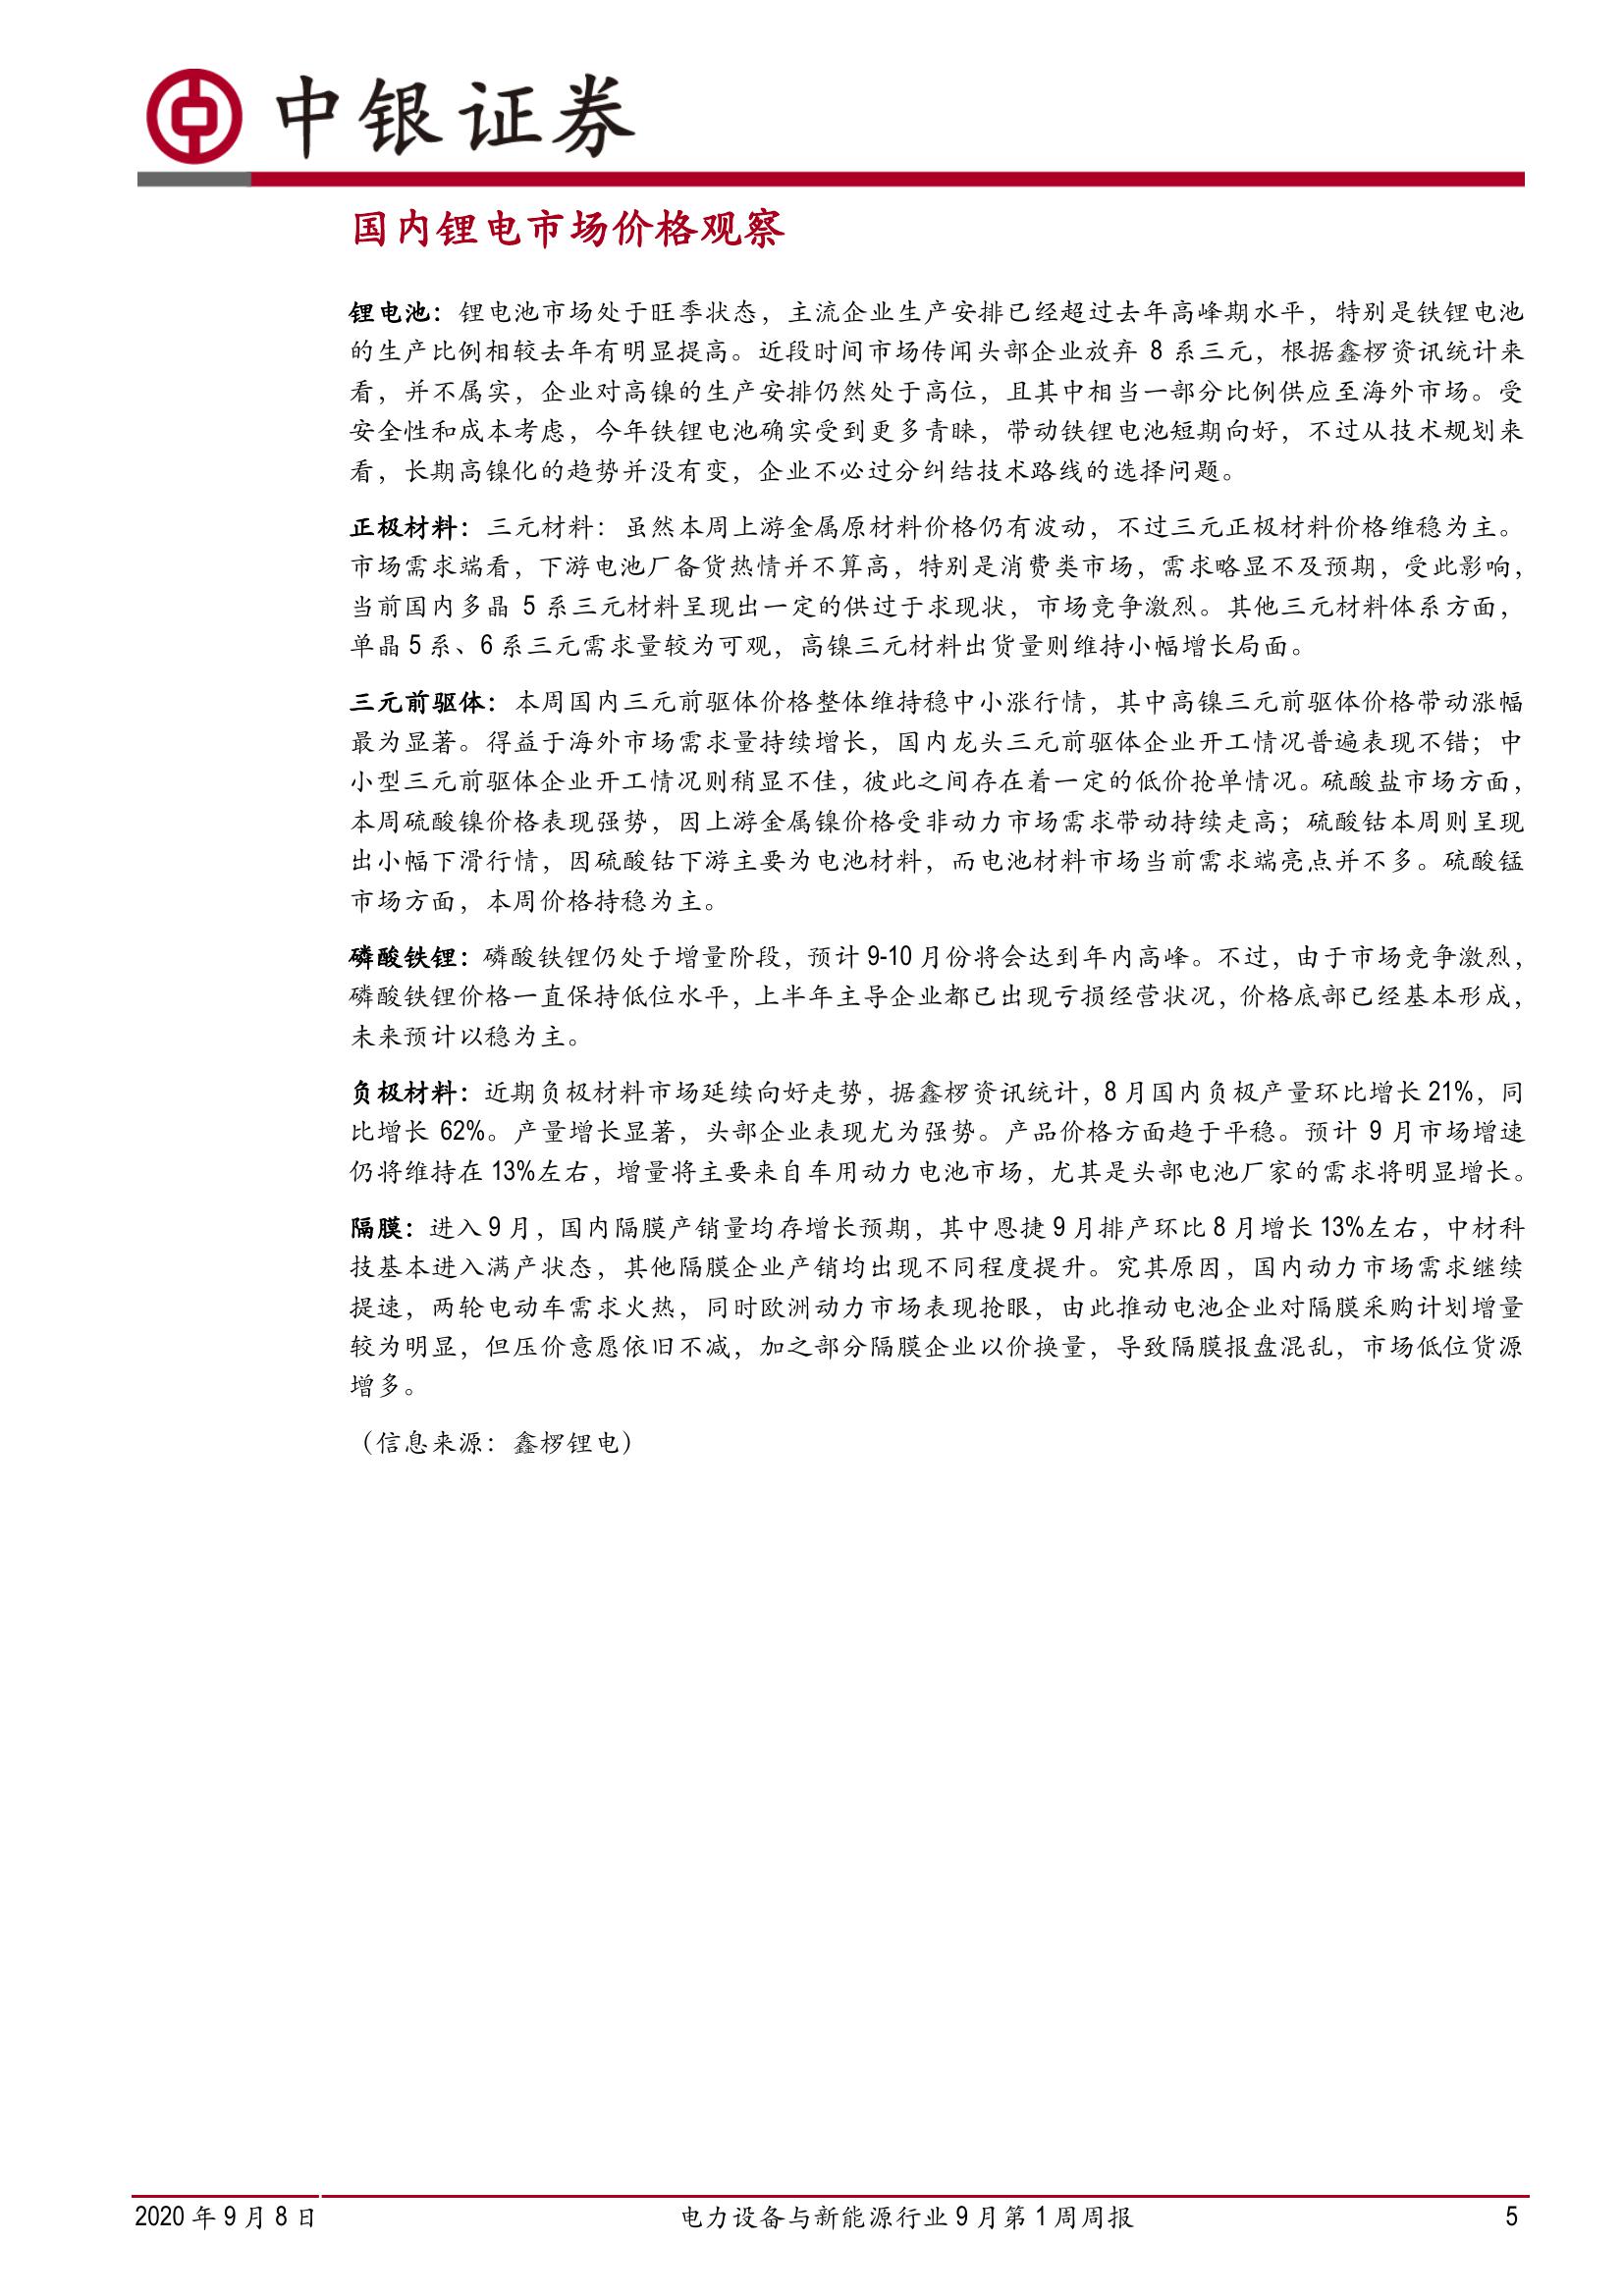 中银证券
国内锂电市场价格观察
锂电池：锂电池市场处于旺季状态，主流企业生产安排已经超过去年高峰期水平，特别是铁锂电池
的生产比例相较去年有明显提高。近段时间市场传闻头部企业放弃 8 系三元，根据鑫椤资讯统计来
看，并不属实，企业对高镍的生产安排仍然处于高位，且其中相当一部分比例供应至海外市场。受
安全性和成本考虑，今年铁锂电池确实受到更多青睐，带动铁锂电池短期向好，不过从技术规划来
看，长期高镍化的趋势并没有变，企业不必过分纠结技术路线的选择问题。
正极材料：三元材料：虽然本周上游金属原材料价格仍有波动，不过三元正极材料价格维稳为主。
市场需求端看，下游电池厂备货热情并不算高，特别是消费类市场，需求略显不及预期，受此影响，
当前国内多晶 5 系三元材料呈现出一定的供过于求现状，市场竞争激烈。其他三元材料体系方面，
单晶 5 系、6 系三元需求量较为可观，高镍三元材料出货量则维持小幅增长局面。
三元前驱体：本周国内三元前驱体价格整体维持稳中小涨行情，其中高镍三元前驱体价格带动涨幅
最为显著。得益于海外市场需求量持续增长，国内龙头三元前驱体企业开工情况普遍表现不错；中
小型三元前驱体企业开工情况则稍显不佳，彼此之间存在着一定的低价抢单情况。硫酸盐市场方面，
本周硫酸镍价格表现强势，因上游金属镍价格受非动力市场需求带动持续走高；硫酸钴本周则呈现
出小幅下滑行情，因硫酸钴下游主要为电池材料，而电池材料市场当前需求端亮点并不多。硫酸锰
市场方面，本周价格持稳为主。
磷酸铁锂：磷酸铁锂仍处于增量阶段，预计 9-10 月份将会达到年内高峰。不过，由于市场竞争激烈，
磷酸铁锂价格一直保持低位水平，上半年主导企业都已出现亏损经营状况，价格底部已经基本形成，
未来预计以稳为主。
负极材料：近期负极材料市场延续向好走势，据鑫椤资讯统计，8 月国内负极产量环比增长 21%，同
比增长 62%。产量增长显著，头部企业表现尤为强势。产品价格方面趋于平稳。预计 9 月市场增速
仍将维持在 13%左右，增量将主要来自车用动力电池市场，尤其是头部电池厂家的需求将明显增长。
隔膜：进入 9 月，国内隔膜产销量均存增长预期，其中恩捷 9 月排产环比 8 月增长 13%左右，中材科
技基本进入满产状态，其他隔膜企业产销均出现不同程度提升。究其原因，国内动力市场需求继续
提速，两轮电动车需求火热，同时欧洲动力市场表现抢眼，由此推动电池企业对隔膜采购计划增量
较为明显，但压价意愿依旧不减，加之部分隔膜企业以价换量，导致隔膜报盘混乱，市场低位货源
增多。
（信息来源：鑫椤锂电）
2020 年 9 月 8 日
电力设备与新能源行业 9 月第 1 周周报
5